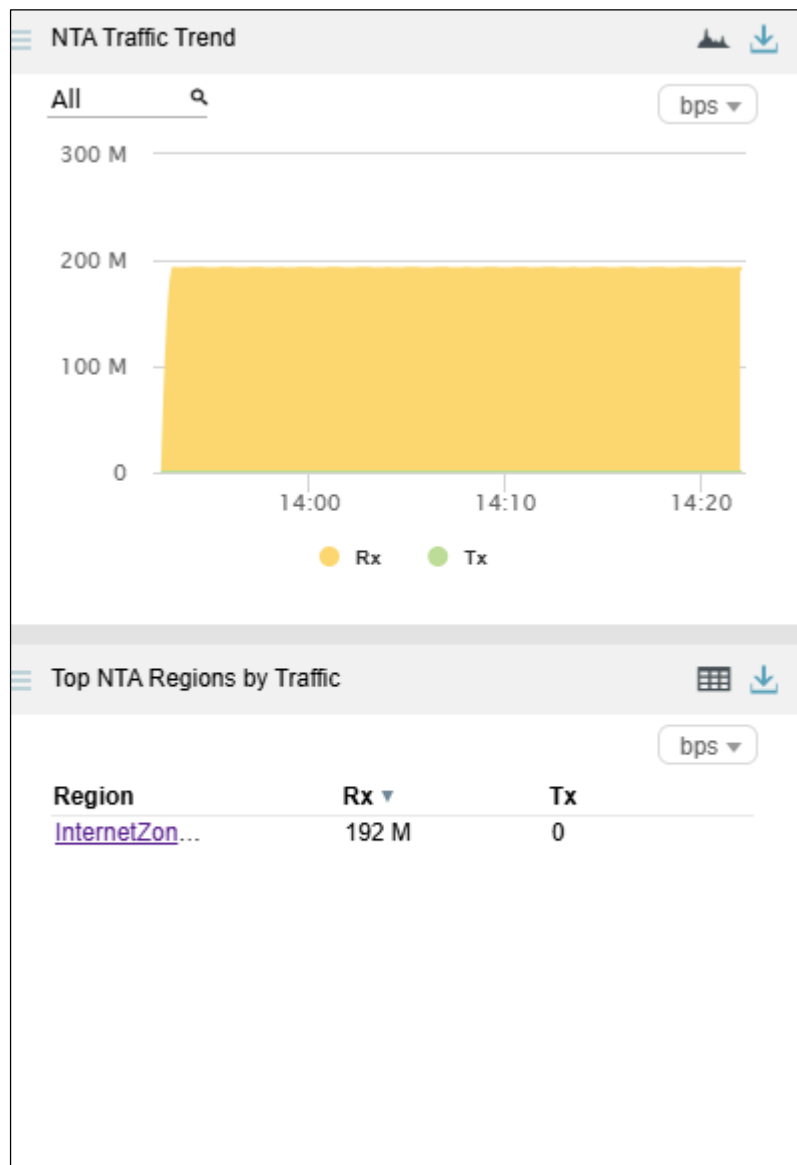 NTA Traffic Trend
All
bps
300 M
200 M
100 M
0
14:00 14:10 14:20
Rx Tx
Top NTA Regions by Traffic
bps
Region Rx Tx
InternetZon... 192 M 0